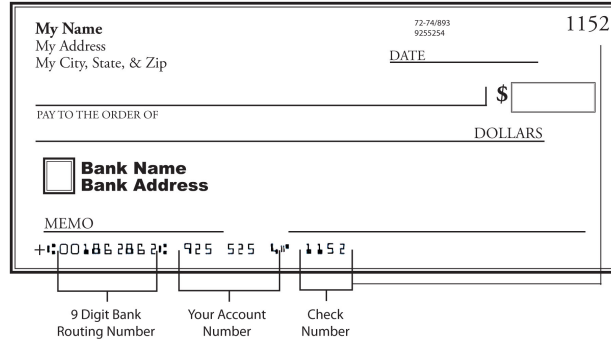 My Name
My Address
My City, State, & Zip
72-74/893
9255254
1152
DATE
$
PAY TO THE ORDER OF
DOLLARS
Bank Name
Bank Address
MEMO
⑆001862862⑆ 925 525 4⑈ 1152
9 Digit Bank
Routing Number
Your Account
Number
Check
Number